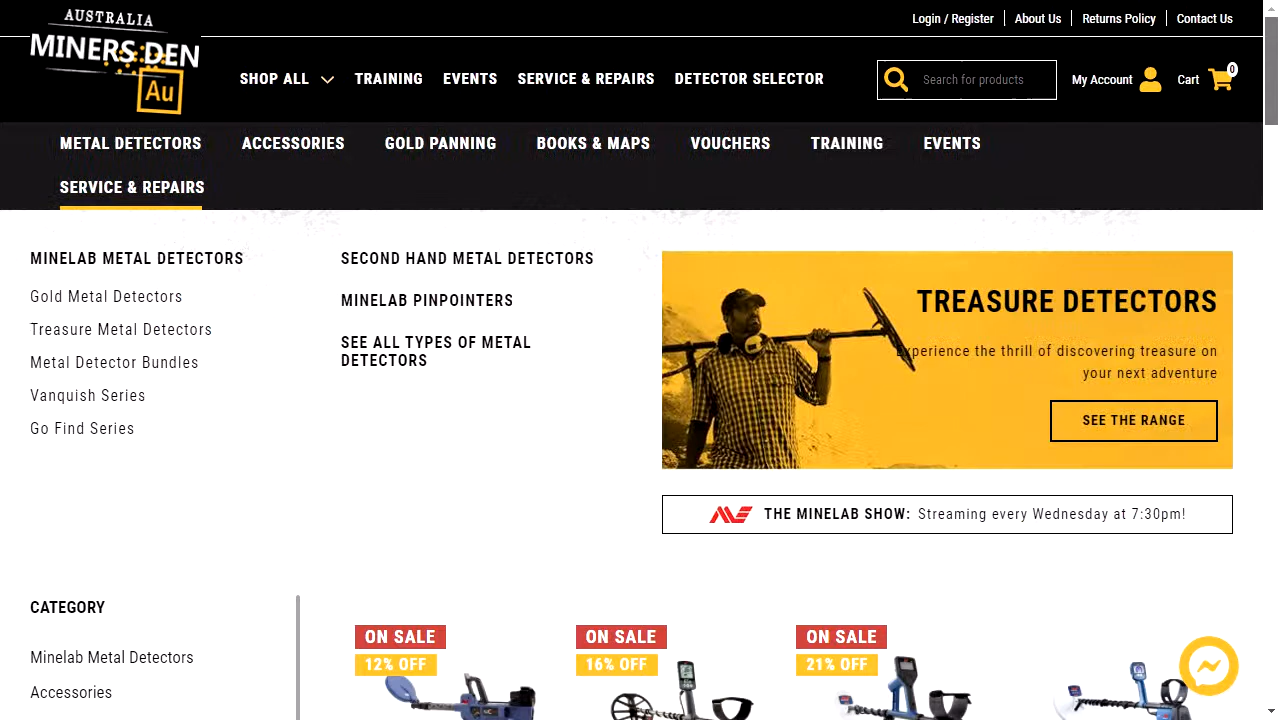 AUSTRALIA
MINERS DEN
Au
Login / Register
About Us
Returns Policy
Contact Us
SHOP ALL
TRAINING
EVENTS
SERVICE & REPAIRS
DETECTOR SELECTOR
Search for products
My Account
Cart
0
METAL DETECTORS
ACCESSORIES
GOLD PANNING
BOOKS & MAPS
VOUCHERS
TRAINING
EVENTS
SERVICE & REPAIRS
MINELAB METAL DETECTORS
Gold Metal Detectors
Treasure Metal Detectors
Metal Detector Bundles
Vanquish Series
Go Find Series
SECOND HAND METAL DETECTORS
MINELAB PINPOINTERS
SEE ALL TYPES OF METAL
DETECTORS
TREASURE DETECTORS
Experience the thrill of discovering treasure on
your next adventure
SEE THE RANGE
THE MINELAB SHOW: Streaming every Wednesday at 7:30pm!
CATEGORY
Minelab Metal Detectors
Accessories
ON SALE
12% OFF
ON SALE
16% OFF
ON SALE
21% OFF